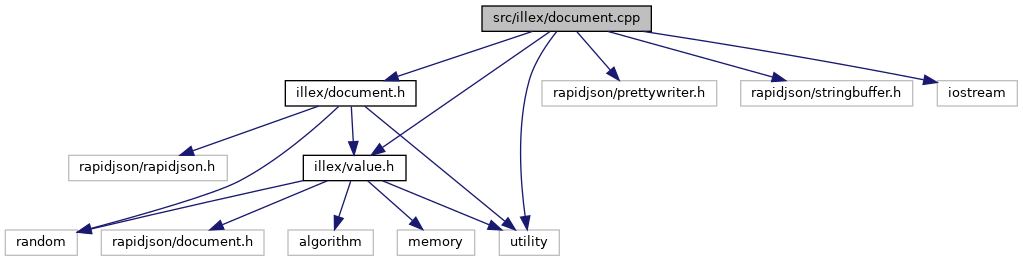 src/illex/document.cpp
illex/document.h
rapidjson/prettywriter.h
rapidjson/stringbuffer.h
iostream
rapidjson/rapidjson.h
illex/value.h
random
rapidjson/document.h
algorithm
memory
utility